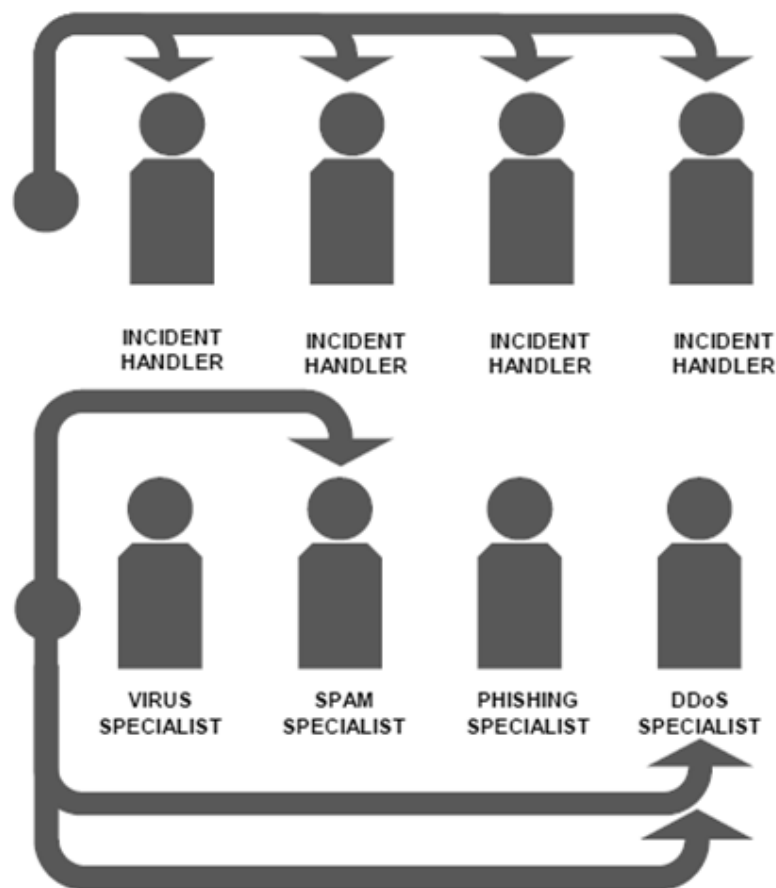 INCIDENT
HANDLER
INCIDENT
HANDLER
INCIDENT
HANDLER
INCIDENT
HANDLER
VIRUS
SPECIALIST
SPAM
SPECIALIST
PHISHING
SPECIALIST
DDoS
SPECIALIST